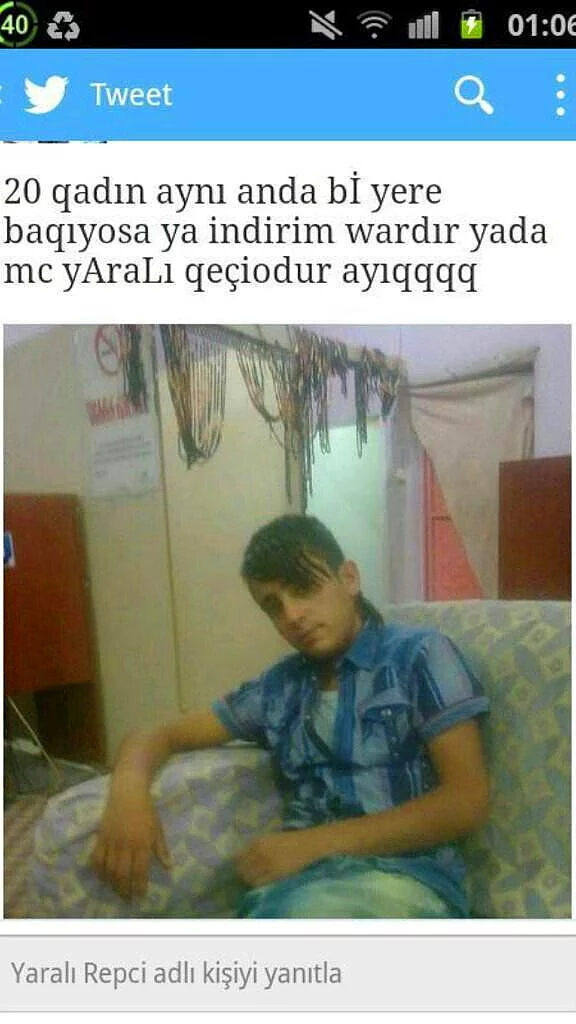 40
01:06
Tweet
20 qadın aynı anda bİ yere
baqıyosa ya indirim wardır yada
mc yAraLı qeçiodur ayıqqqq
Yaralı Repci adlı kişiyi yanıtla